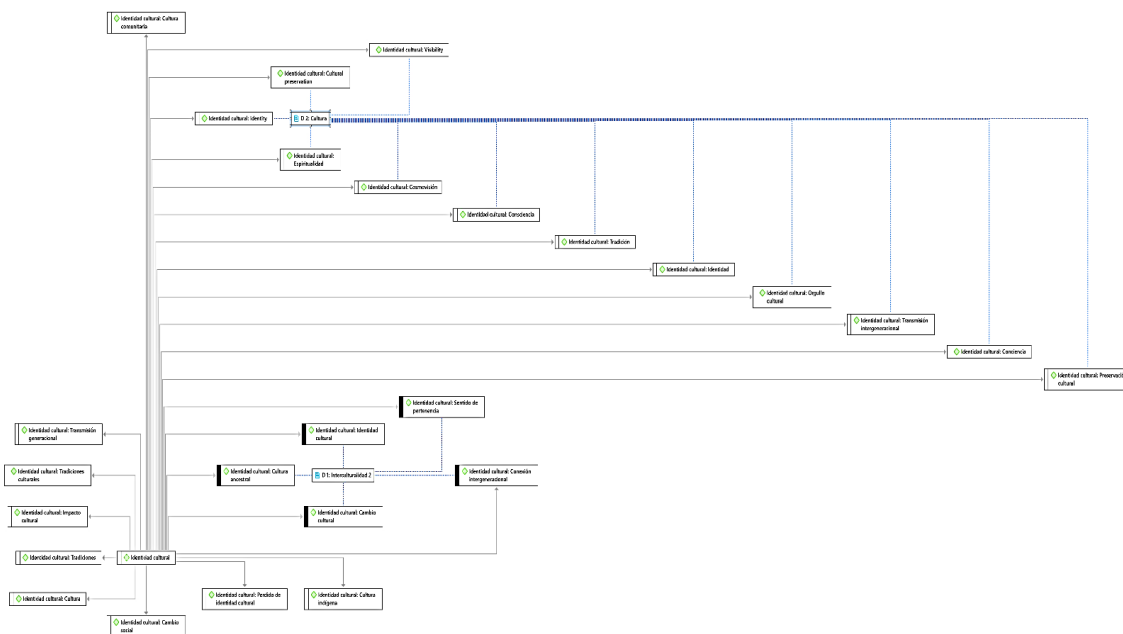 Identidad cultural: Cultura
comunitaria
Identidad cultural: Visibility
Identidad cultural: Cultural
preservation
Identidad cultural: Identity
D 2: Cultura
Identidad cultural:
Espiritualidad
Identidad cultural: Cosmovisión
Identidad cultural: Consciencia
Identidad cultural: Tradición
Identidad cultural: Identidad
Identidad cultural: Orgullo
cultural
Identidad cultural: Transmisión
intergeneracional
Identidad cultural: Conciencia
Identidad cultural: Preservació
cultural
Identidad cultural: Sentido de
pertenencia
Identidad cultural: Transmisión
generacional
Identidad cultural: Identidad
cultural
Identidad cultural: Tradiciones
culturales
Identidad cultural: Cultura
ancestral
D 1: Interculturalidad 2
Identidad cultural: Conexión
intergeneracional
Identidad cultural: Impacto
cultural
Identidad cultural: Cambio
cultural
Identidad cultural: Tradiciones
Identidad cultural
Identidad cultural: Cultura
Identidad cultural: Perdida de
identidad cultural
Identidad cultural: Cultura
indígena
Identidad cultural: Cambio
social